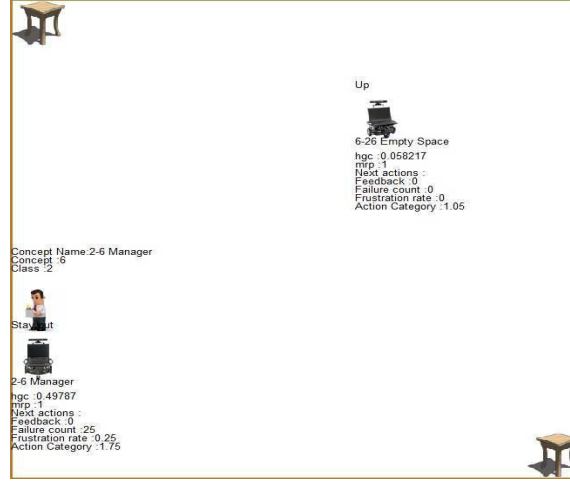 Up
6-26 Empty Space
hgc :0.058217
mrp :1
Next actions :
Feedback :0
Failure count :0
Frustration rate :0
Action Category :1.05
Concept Name:2-6 Manager
Concept :6
Class :2
Stay put
2-6 Manager
hgc :0.49787
mrp :1
Next actions :
Feedback :0
Failure count :25
Frustration rate :0.25
Action Category :1.75